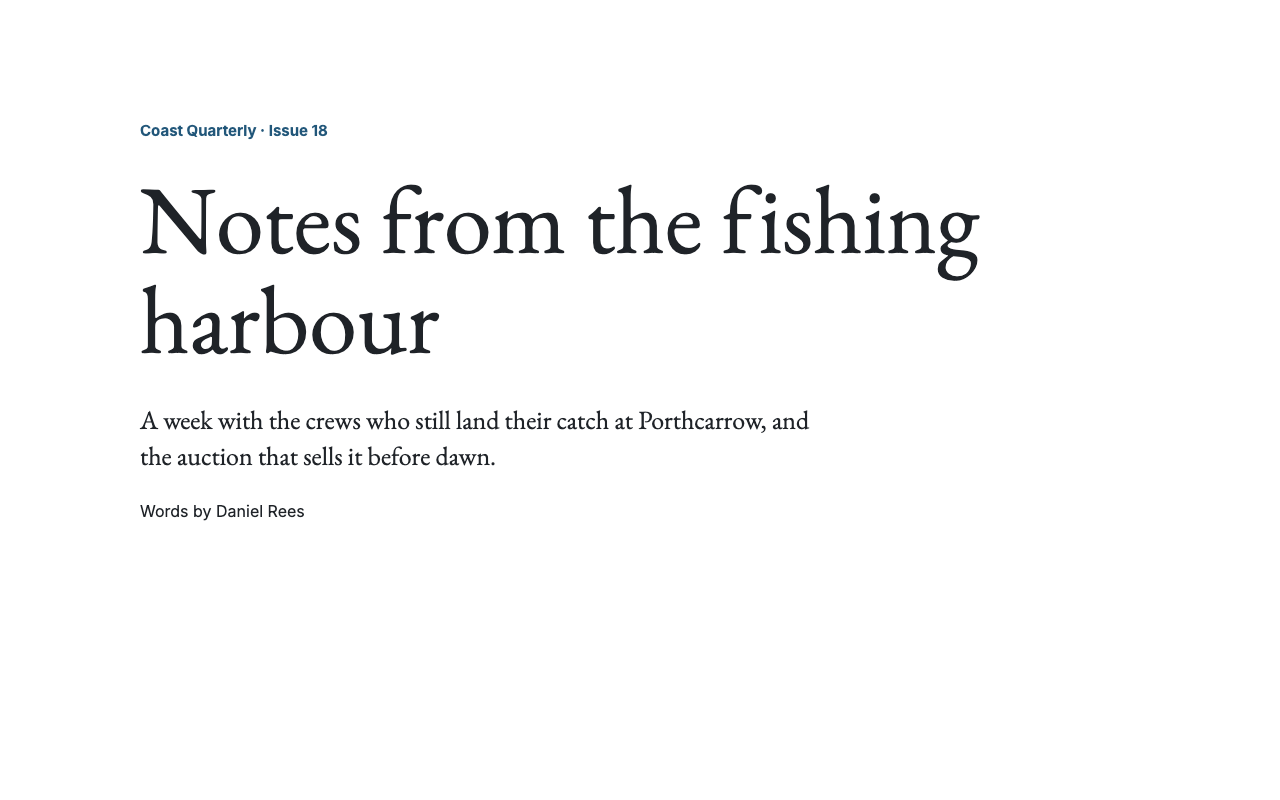 Coast Quarterly · Issue 18
Notes from the fishing
harbour
A week with the crews who still land their catch at Porthcarrow, and
the auction that sells it before dawn.
Words by Daniel Rees